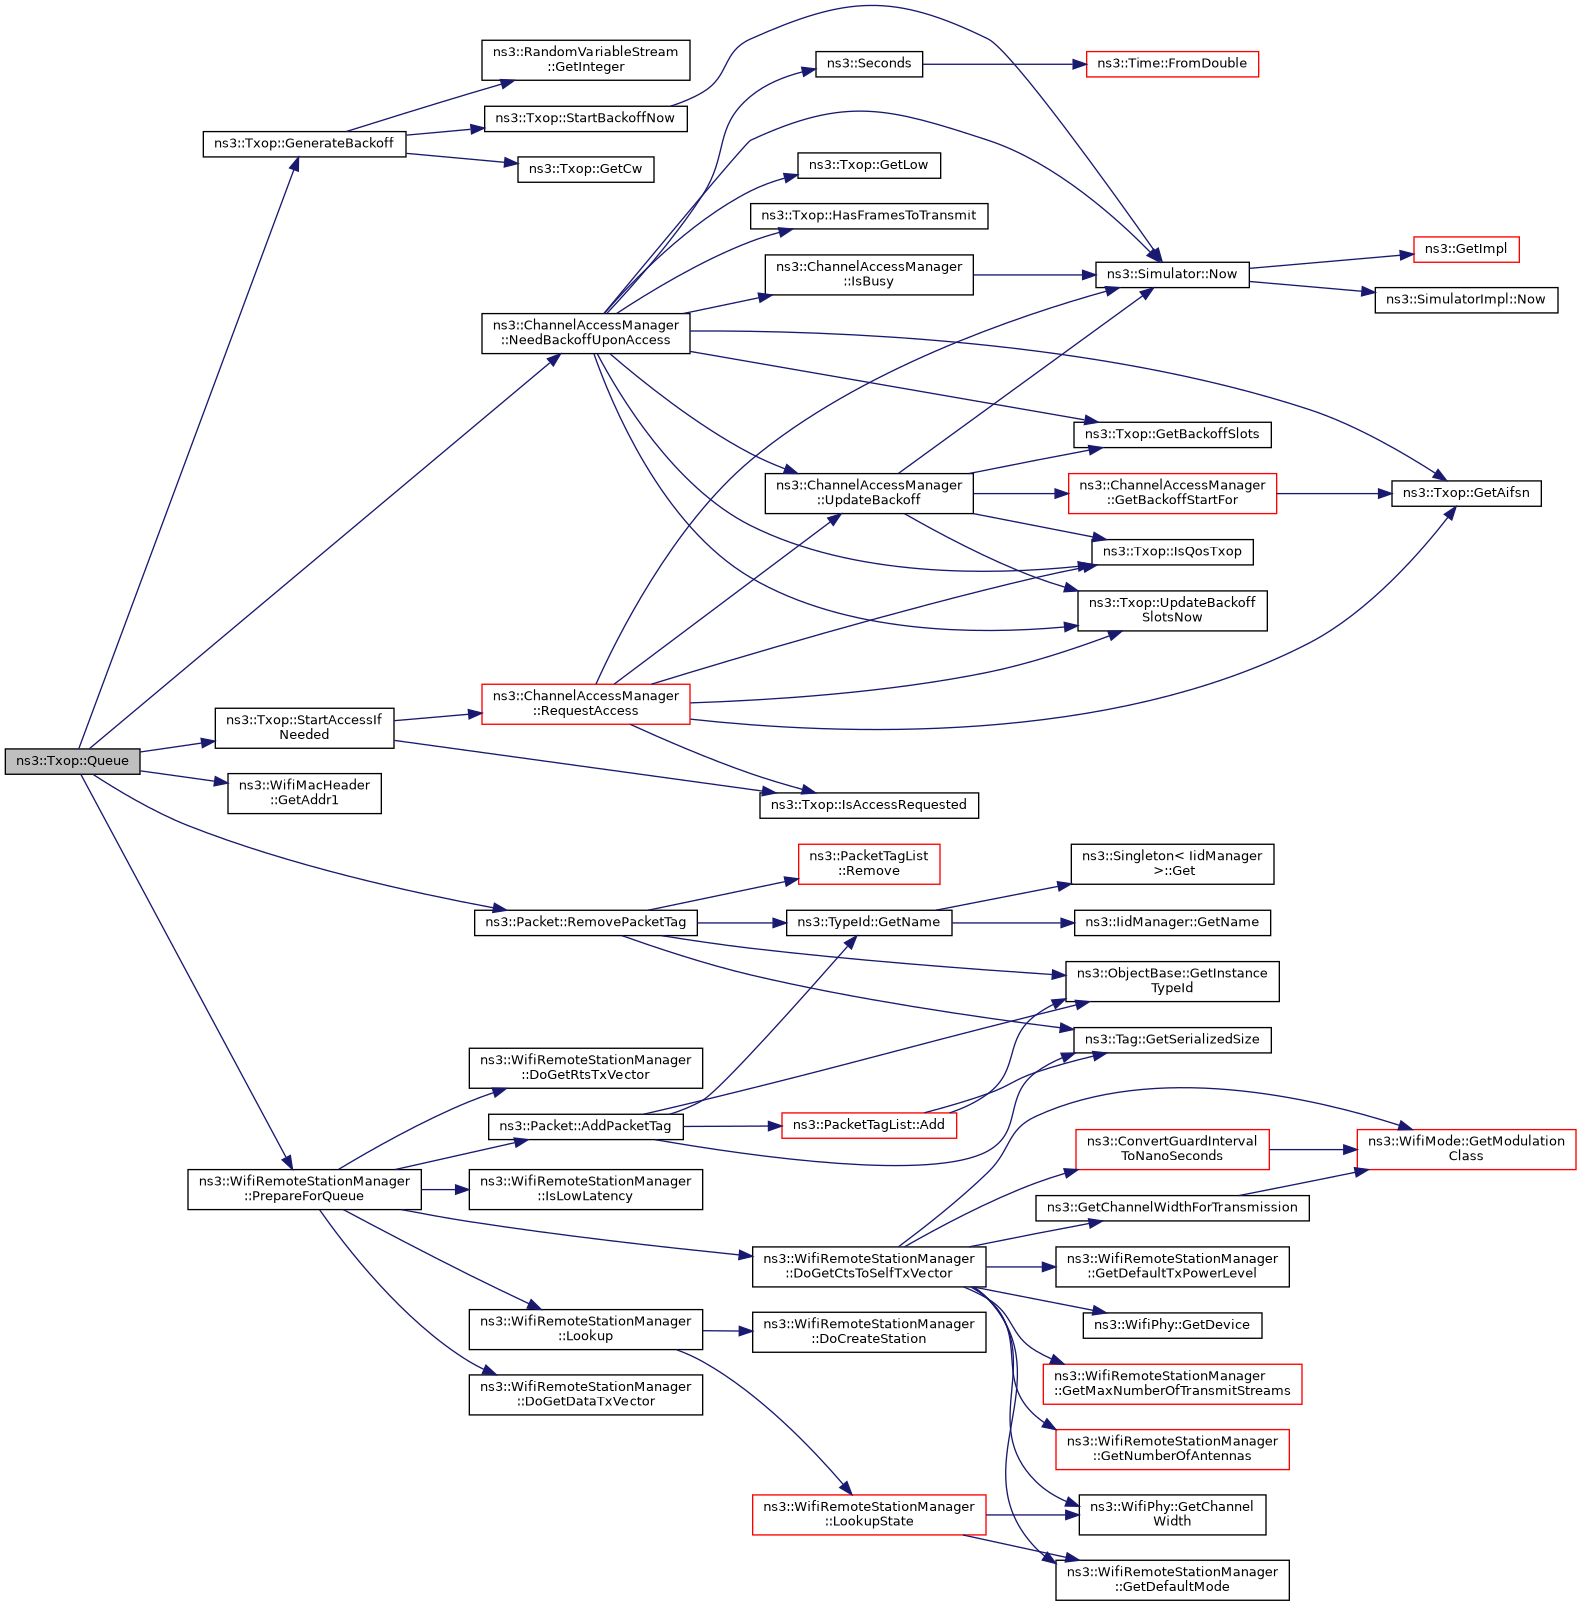 ns3::RandomVariableStream
::GetInteger
ns3::Seconds
ns3::Time::FromDouble
ns3::Txop::StartBackoffNow
ns3::Txop::GenerateBackoff
ns3::Txop::GetCw
ns3::Txop::GetLow
ns3::Txop::HasFramesToTransmit
ns3::ChannelAccessManager
::IsBusy
ns3::Simulator::Now
ns3::GetImpl
ns3::SimulatorImpl::Now
ns3::ChannelAccessManager
::NeedBackoffUponAccess
ns3::Txop::GetBackoffSlots
ns3::ChannelAccessManager
::UpdateBackoff
ns3::ChannelAccessManager
::GetBackoffStartFor
ns3::Txop::GetAifsn
ns3::Txop::IsQosTxop
ns3::Txop::UpdateBackoff
SlotsNow
ns3::ChannelAccessManager
::RequestAccess
ns3::Txop::StartAccessIf
Needed
ns3::Txop::Queue
ns3::WifiMacHeader
::GetAddr1
ns3::Txop::IsAccessRequested
ns3::PacketTagList
::Remove
ns3::Singleton< IidManager
>::Get
ns3::Packet::RemovePacketTag
ns3::TypeId::GetName
ns3::IidManager::GetName
ns3::ObjectBase::GetInstance
TypeId
ns3::Tag::GetSerializedSize
ns3::WifiRemoteStationManager
::DoGetRtsTxVector
ns3::Packet::AddPacketTag
ns3::PacketTagList::Add
ns3::ConvertGuardInterval
ToNanoSeconds
ns3::WifiMode::GetModulation
Class
ns3::WifiRemoteStationManager
::PrepareForQueue
ns3::WifiRemoteStationManager
::IsLowLatency
ns3::GetChannelWidthForTransmission
ns3::WifiRemoteStationManager
::DoGetCtsToSelfTxVector
ns3::WifiRemoteStationManager
::GetDefaultTxPowerLevel
ns3::WifiRemoteStationManager
::Lookup
ns3::WifiRemoteStationManager
::DoCreateStation
ns3::WifiPhy::GetDevice
ns3::WifiRemoteStationManager
::GetMaxNumberOfTransmitStreams
ns3::WifiRemoteStationManager
::DoGetDataTxVector
ns3::WifiRemoteStationManager
::GetNumberOfAntennas
ns3::WifiRemoteStationManager
::LookupState
ns3::WifiPhy::GetChannel
Width
ns3::WifiRemoteStationManager
::GetDefaultMode